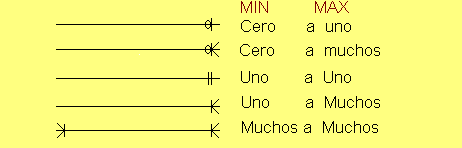 MIN MAX
Cero a uno
Cero a muchos
Uno a Uno
Uno a Muchos
Muchos a Muchos